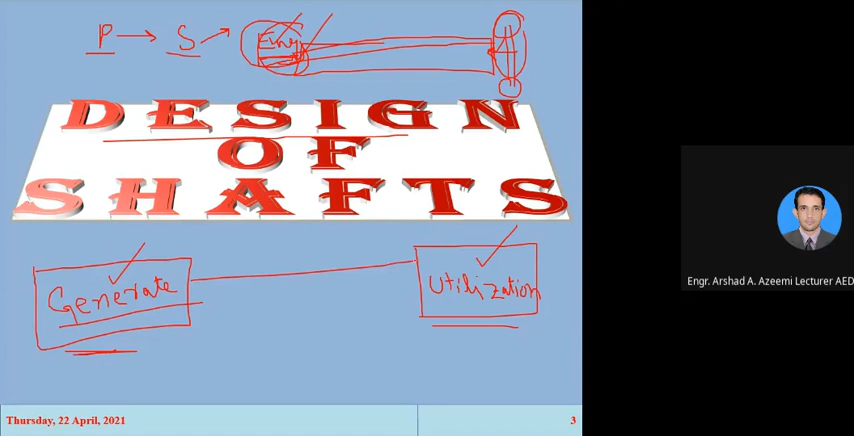 P → S → Eng
DESIGN
OF
SHAFTS
Generate
Utilization
Engr. Arshad A. Azeemi Lecturer AED
Thursday, 22 April, 2021
3